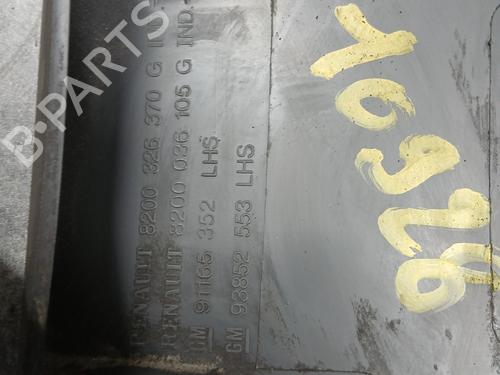 RENAULT 8200 326 370 G IND
RENAULT 8200 036 105 G IND.
GM 91165 352 LHS
GM 93852 553 LHS
B-PARTS